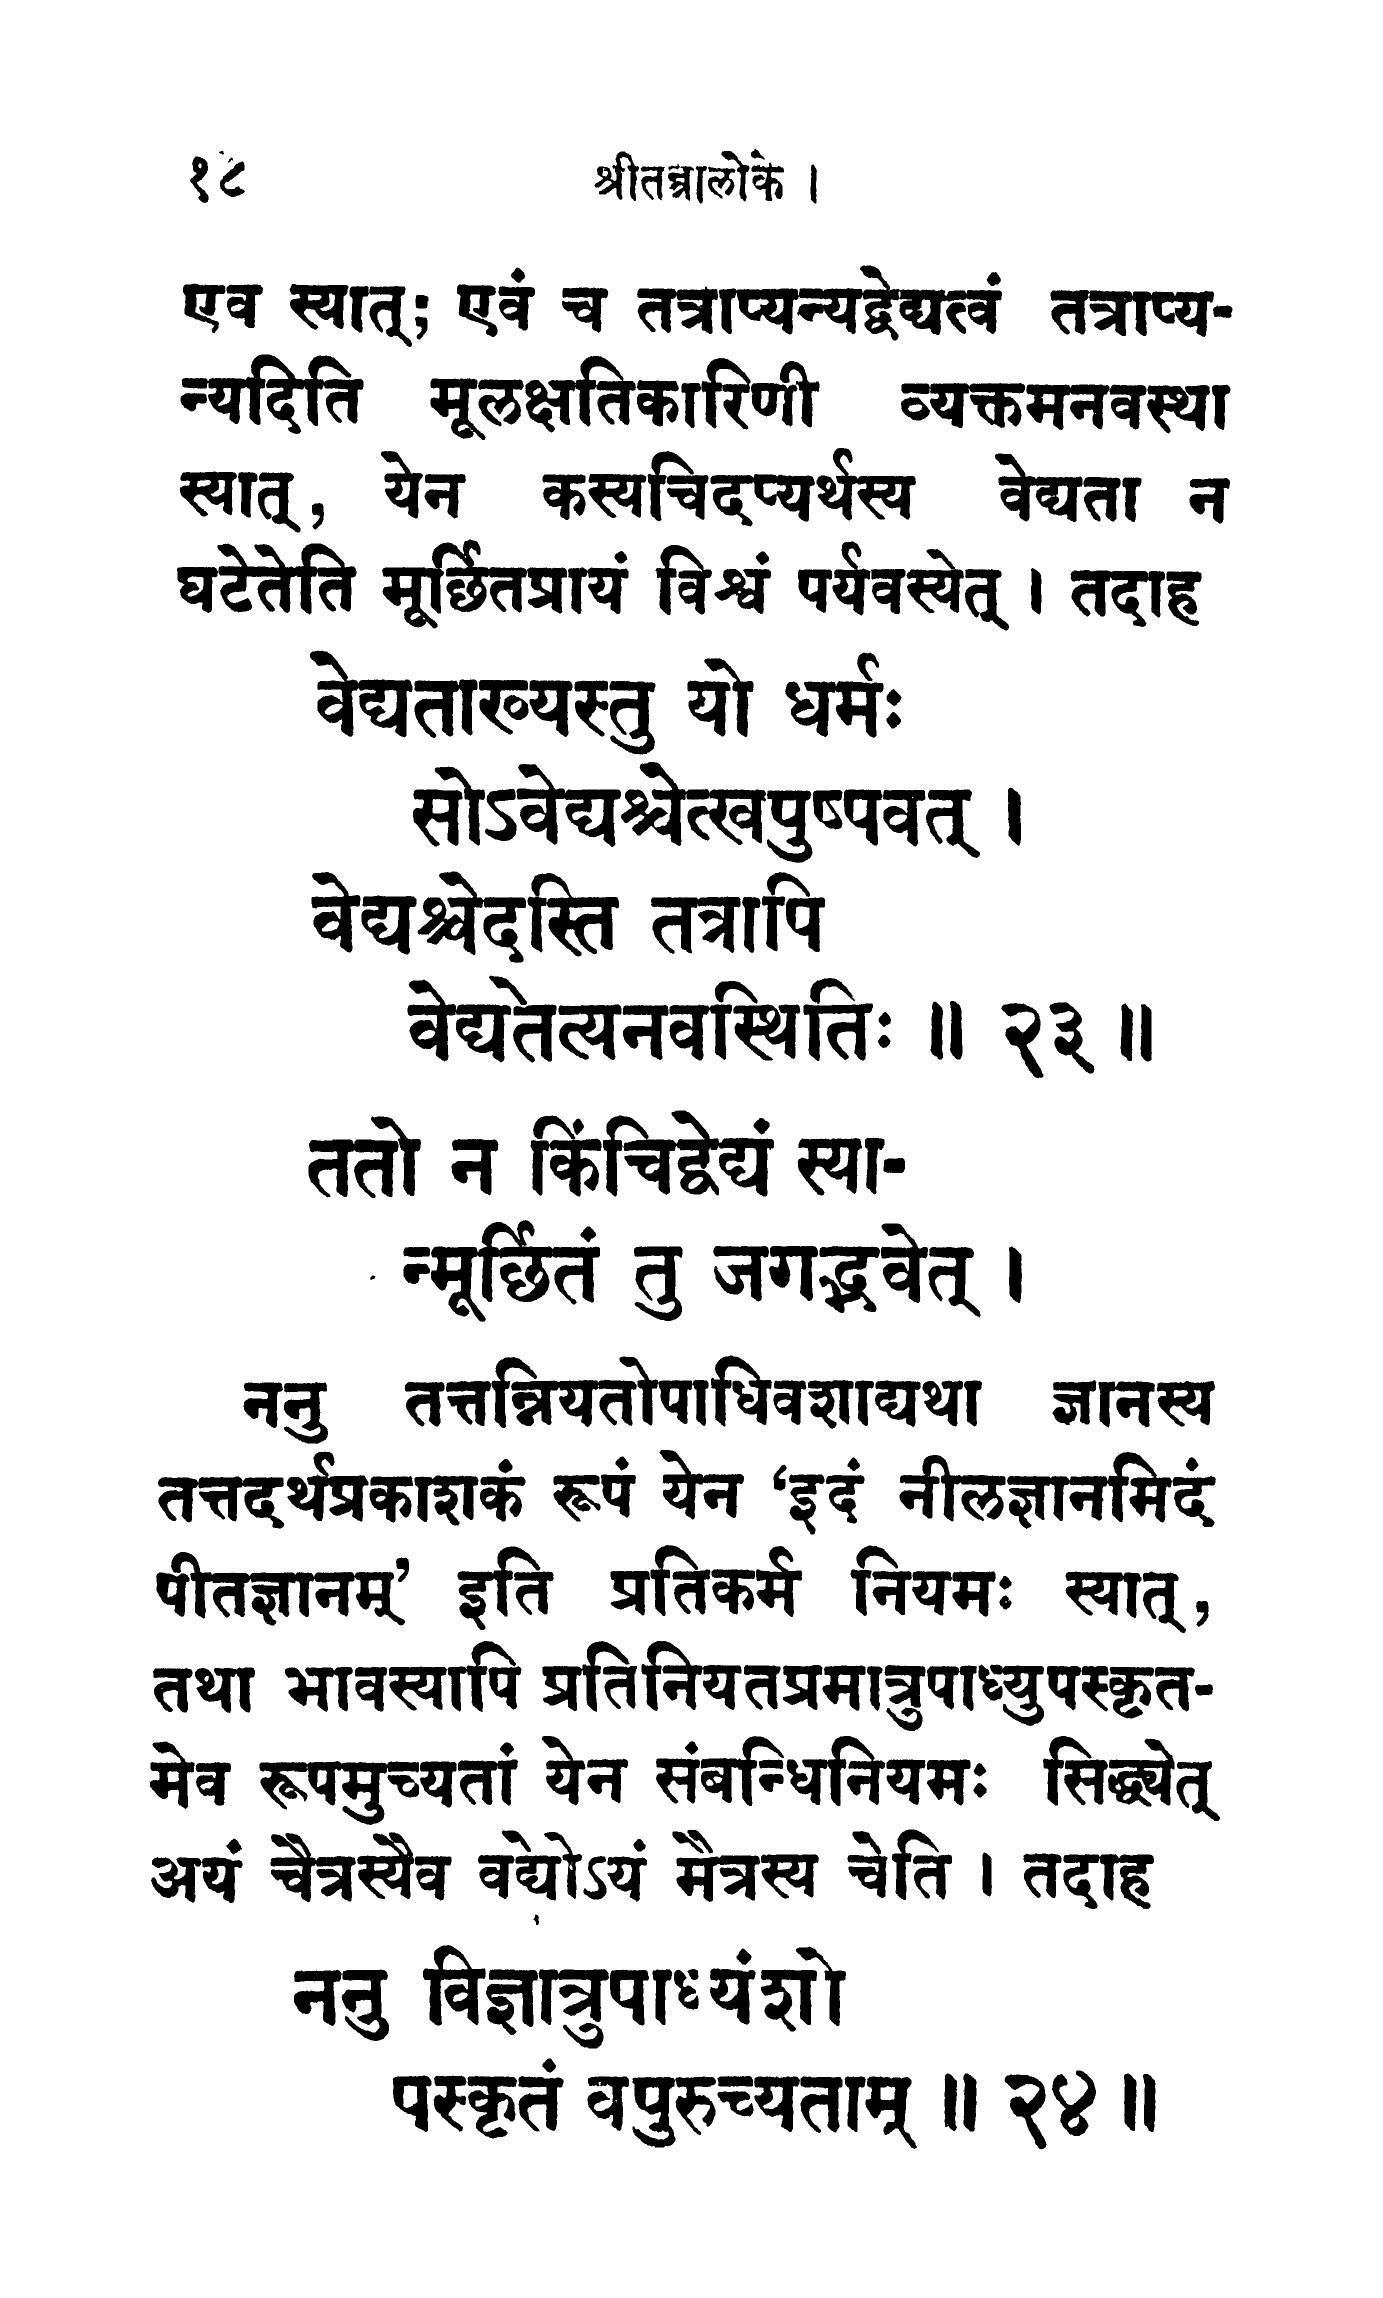 १८ श्रीतन्त्रालोके ।
एव स्यात्; एवं च तत्राप्यन्यद्वेद्यत्वं तत्राप्य-
न्यदिति मूलक्षतिकारिणी व्यक्तमनवस्था
स्यात्, येन कस्यचिदप्यर्थस्य वेद्यता न
घटेतेति मूर्छितप्रायं विश्वं पर्यवस्येत् । तदाह
वेद्यताख्यस्तु यो धर्मः
सोऽवेद्यश्चेत्खपुष्पवत् ।
वेद्यश्चेदस्ति तत्रापि
वेद्यतेत्यनवस्थितिः ॥ २३ ॥
ततो न किंचिद्वेद्यं स्या-
न्मूर्छितं तु जगद्भवेत् ।
ननु तत्तन्नियतोपाधिवशाद्यथा ज्ञानस्य
तत्तदर्थप्रकाशकं रूपं येन ‘इदं नीलज्ञानमिदं
पीतज्ञानम्’ इति प्रतिकर्म नियमः स्यात्,
तथा भावस्यापि प्रतिनियतप्रमात्रुपाध्युपस्कृत-
मेव रूपमुच्यतां येन संबन्धिनियमः सिद्ध्येत्
अयं चैत्रस्यैव वद्योऽयं मैत्रस्य चेति । तदाह
ननु विज्ञात्रुपाध्यंशो
पस्कृतं वपुरुच्यताम् ॥ २४ ॥